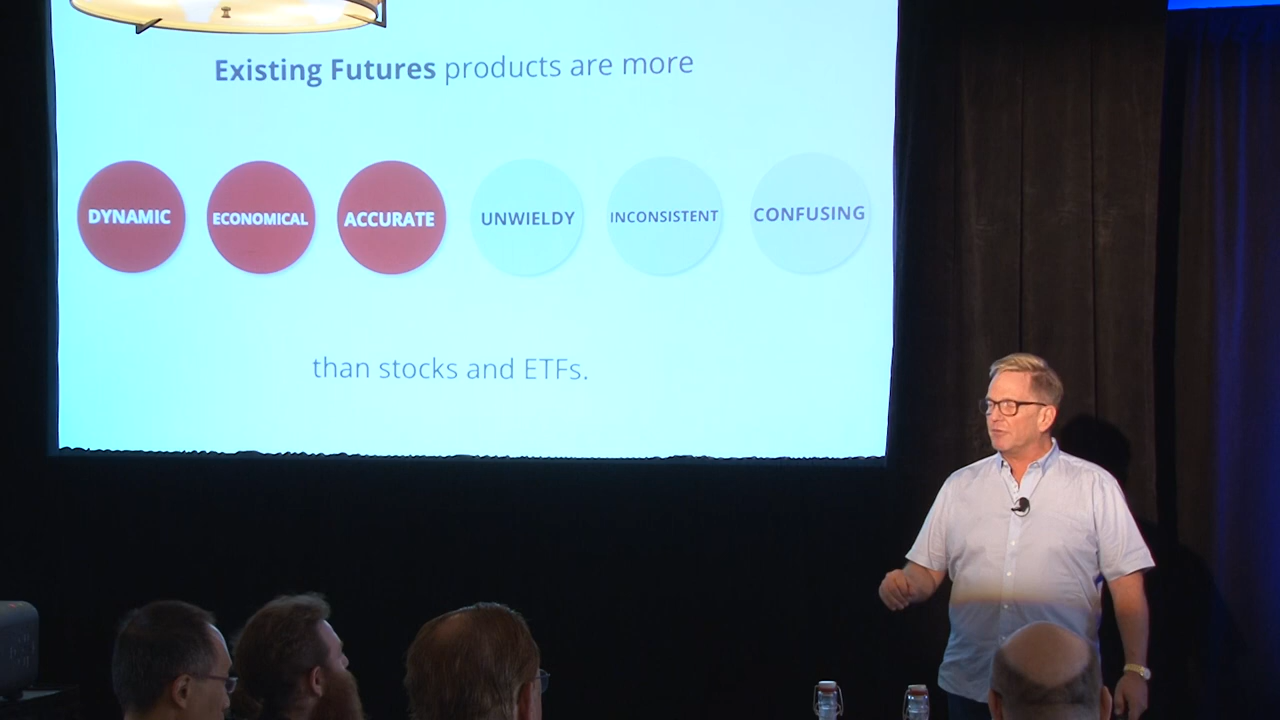 Existing Futures products are more
DYNAMIC ECONOMICAL ACCURATE UNWIELDY INCONSISTENT CONFUSING
than stocks and ETFs.